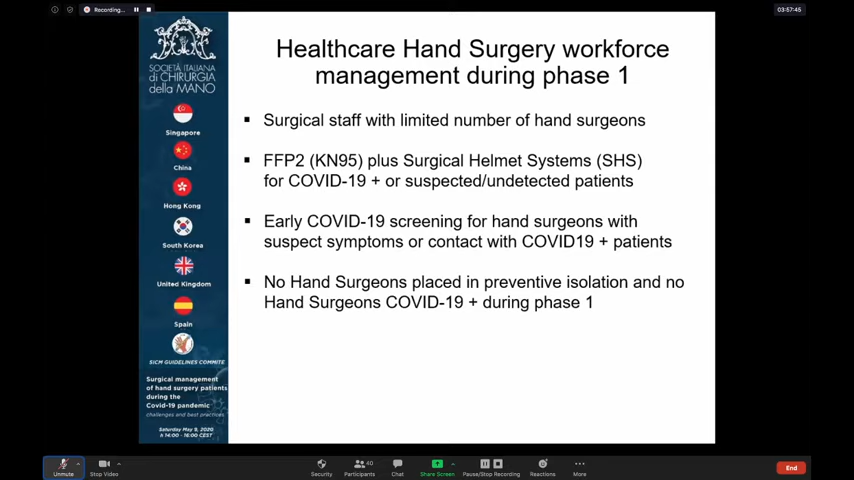 Recording...
03:57:45
SOCIETÀ ITALIANA
di CHIRURGIA
della MANO
Singapore
China
Hong Kong
South Korea
United Kingdom
Spain
SICM GUIDELINES COMMITE
Surgical management
of hand surgery patients
during the
Covid-19 pandemic
challenges and best practices
Saturday May 9, 2020
h 14:00 - 16:00 CEST
Healthcare Hand Surgery workforce
management during phase 1
▪ Surgical staff with limited number of hand surgeons
▪ FFP2 (KN95) plus Surgical Helmet Systems (SHS)
for COVID-19 + or suspected/undetected patients
▪ Early COVID-19 screening for hand surgeons with
suspect symptoms or contact with COVID19 + patients
▪ No Hand Surgeons placed in preventive isolation and no
Hand Surgeons COVID-19 + during phase 1
Unmute
Stop Video
Security
Participants 40
Chat
Share Screen
Pause/Stop Recording
Reactions
More
End